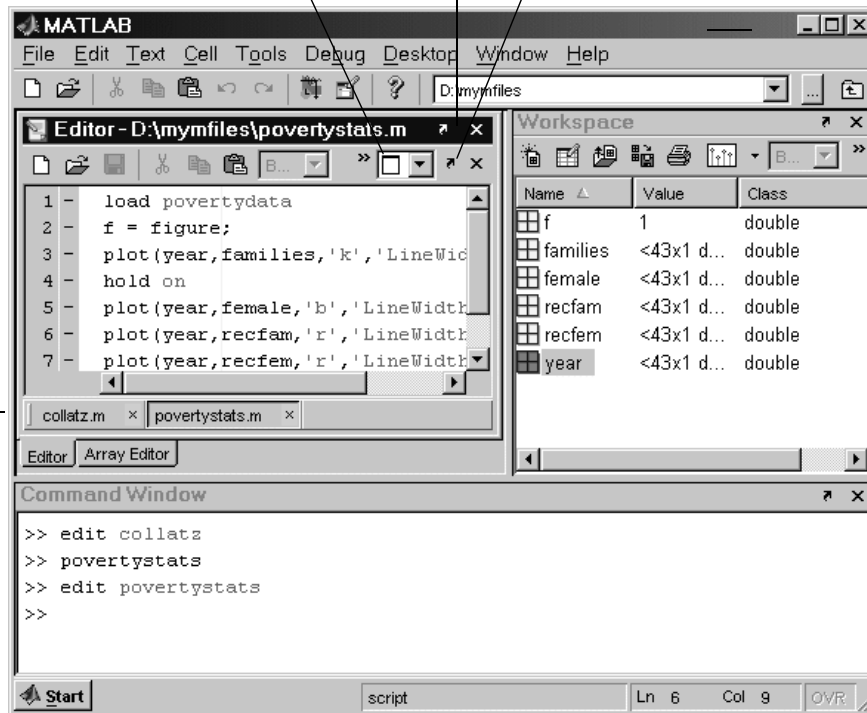 MATLAB
File Edit Text Cell Tools Debug Desktop Window Help
D:\mymfiles
Editor - D:\mymfiles\povertystats.m
B...
1 - load povertydata
2 - f = figure;
3 - plot(year,families,'k','LineWid
4 - hold on
5 - plot(year,female,'b','LineWidth
6 - plot(year,recfam,'r','LineWidth
7 - plot(year,recfem,'r','LineWidth
collatz.m × povertystats.m ×
Editor Array Editor
Workspace
B...
Name Value Class
f 1 double
families <43x1 d... double
female <43x1 d... double
recfam <43x1 d... double
recfem <43x1 d... double
year <43x1 d... double
Command Window
>> edit collatz
>> povertystats
>> edit povertystats
>>
Start script Ln 6 Col 9 OVR